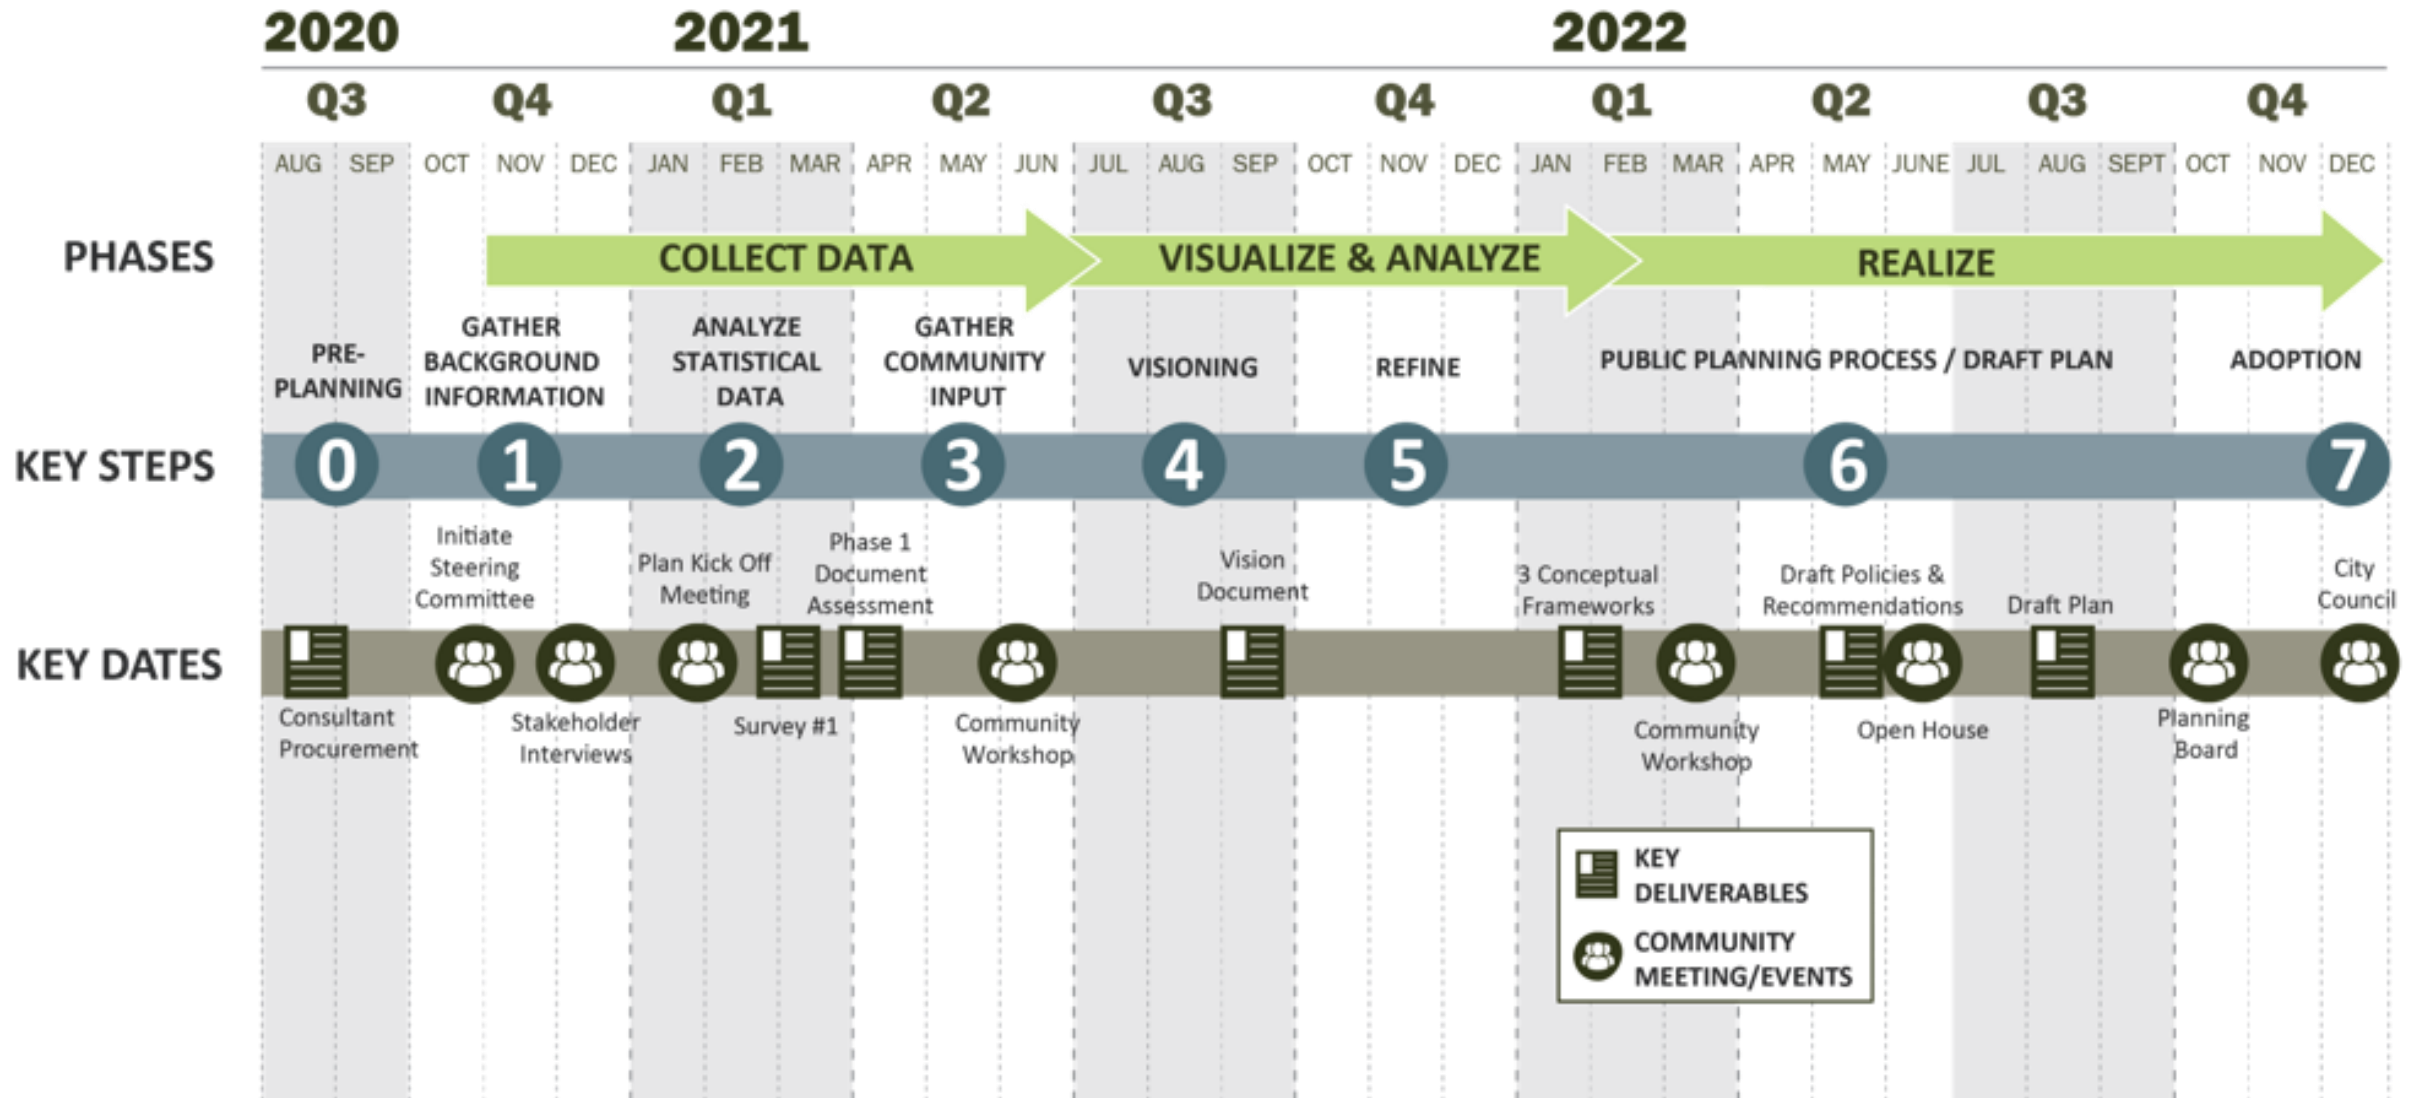 2020 2021 2022
Q3 Q4 Q1 Q2 Q3 Q4 Q1 Q2 Q3 Q4
AUG SEP OCT NOV DEC JAN FEB MAR APR MAY JUN JUL AUG SEP OCT NOV DEC JAN FEB MAR APR MAY JUNE JUL AUG SEPT OCT NOV DEC
PHASES
COLLECT DATA
VISUALIZE & ANALYZE
REALIZE
PRE-
PLANNING
GATHER
BACKGROUND
INFORMATION
ANALYZE
STATISTICAL
DATA
GATHER
COMMUNITY
INPUT
VISIONING
REFINE
PUBLIC PLANNING PROCESS / DRAFT PLAN
ADOPTION
KEY STEPS
0 1 2 3 4 5 6 7
Initiate
Steering
Committee
Plan Kick Off
Meeting
Phase 1
Document
Assessment
Vision
Document
3 Conceptual
Frameworks
Draft Policies &
Recommendations
Draft Plan
City
Council
KEY DATES
Consultant
Procurement
Stakeholder
Interviews
Survey #1
Community
Workshop
Community
Workshop
Open House
Planning
Board
KEY
DELIVERABLES
COMMUNITY
MEETING/EVENTS